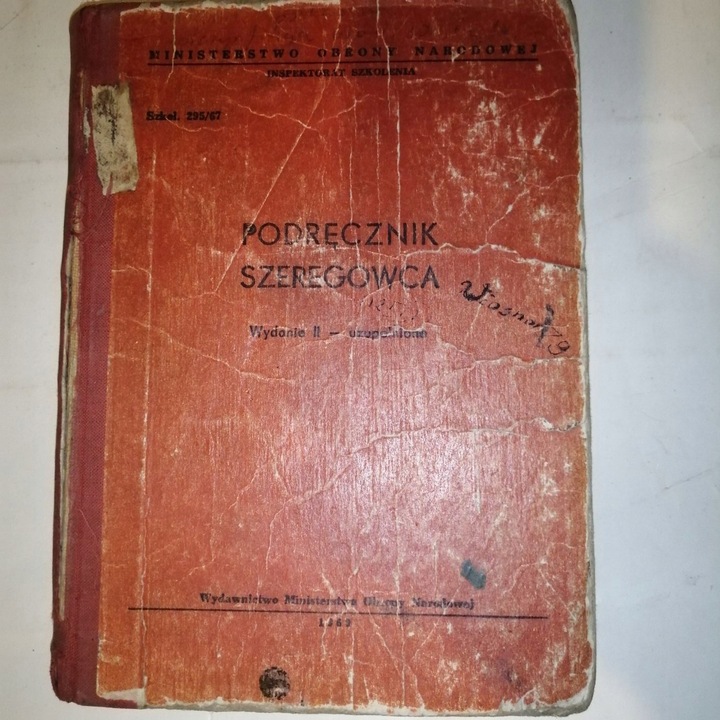 MINISTERSTWO OBRONY NARODOWEJ
INSPEKTORAT SZKOLENIA
Szkol. 295/67
PODRĘCZNIK
SZEREGOWCA
Wydanie II — uzupełnione
Wydawnictwo Ministerstwa Obrony Narodowej